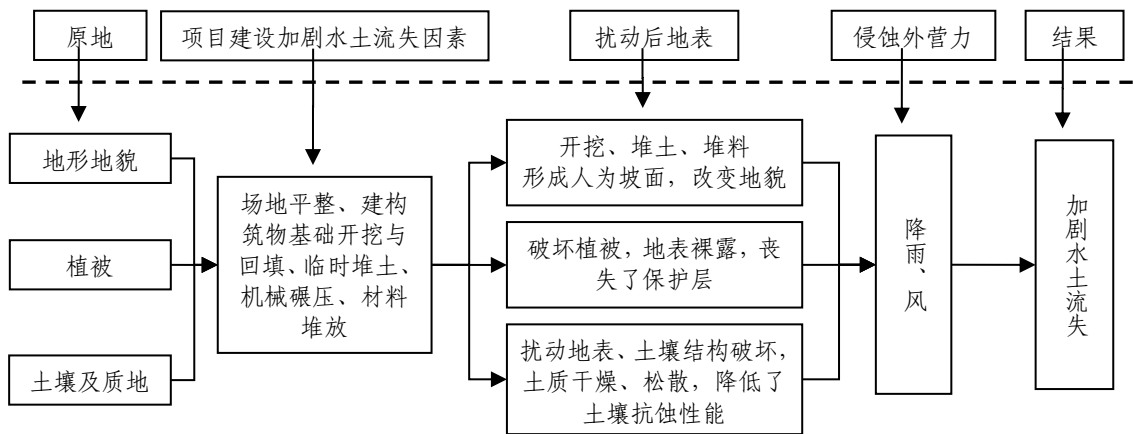 原地
项目建设加剧水土流失因素
扰动后地表
侵蚀外营力
结果
地形地貌
植被
土壤及质地
场地平整、建构
筑物基础开挖与
回填、临时堆土、
机械碾压、材料
堆放
开挖、堆土、堆料
形成人为坡面，改变地貌
破坏植被，地表裸露，丧
失了保护层
扰动地表、土壤结构破坏，
土质干燥、松散，降低了
土壤抗蚀性能
降雨、风
加剧水土流失